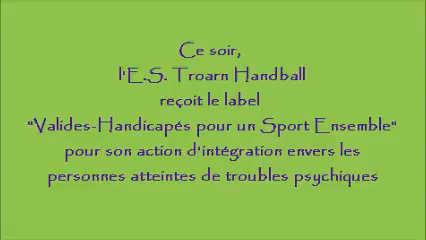 Ce soir,
l'E.S. Troarn Handball
reçoit le label
"Valides-Handicapés pour un Sport Ensemble"
pour son action d'intégration envers les
personnes atteintes de troubles psychiques